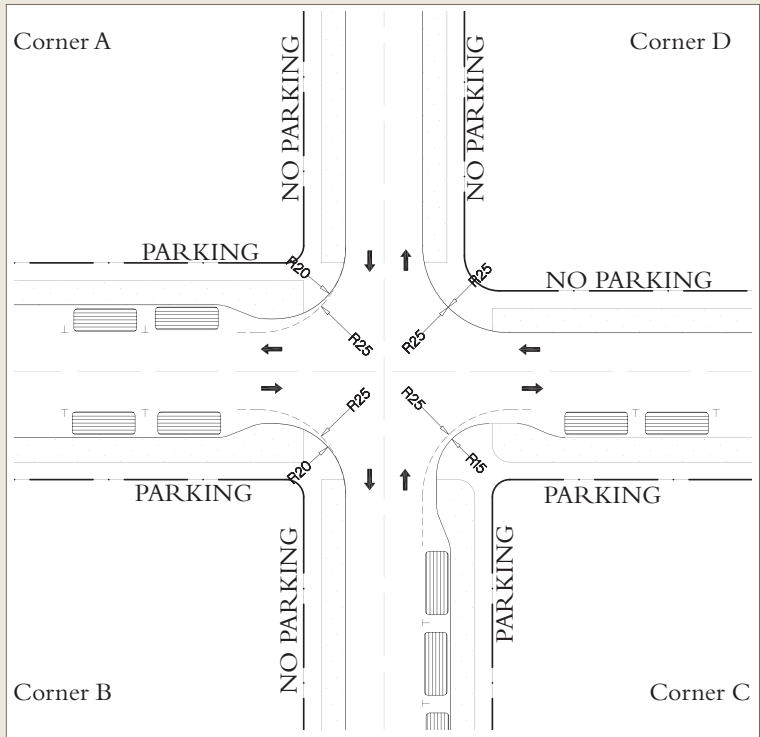 Corner A
Corner D
NO PARKING
NO PARKING
PARKING
R20
R25
NO PARKING
R25
R25
R25
R25
R20
R15
PARKING
PARKING
NO PARKING
PARKING
Corner B
Corner C